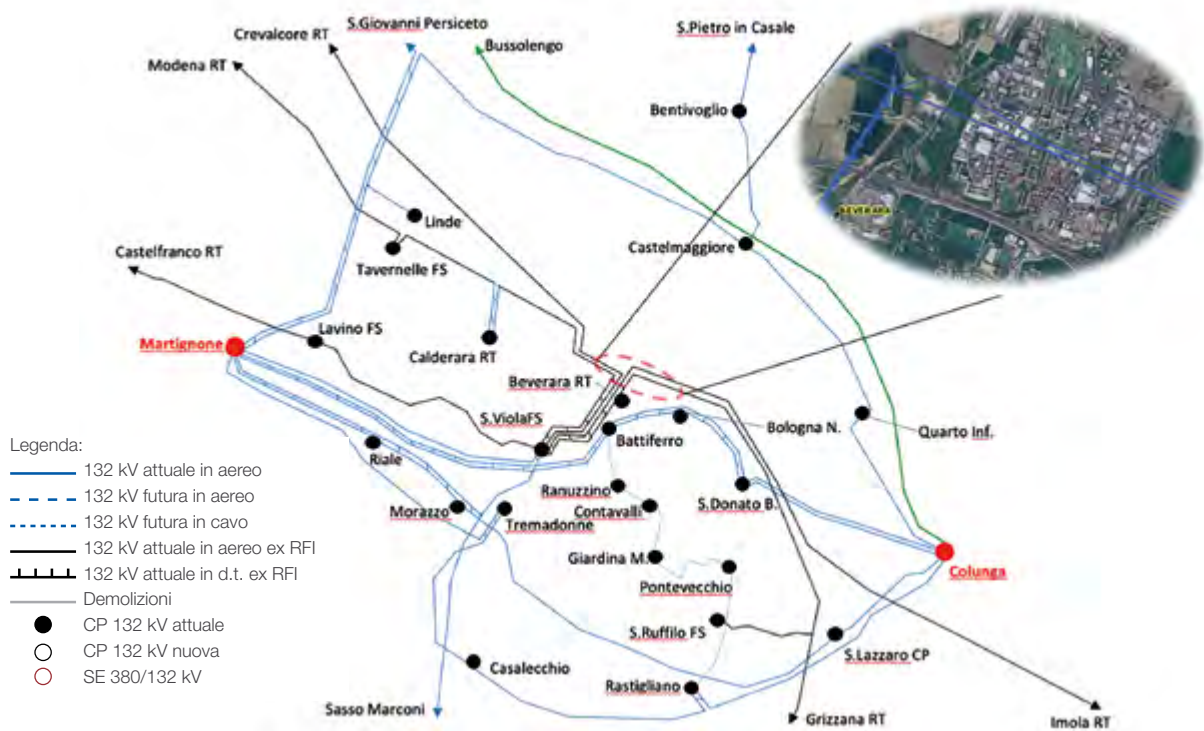 S.Giovanni Persiceto
Crevalcore RT
Bussolengo
S.Pietro in Casale
Modena RT
Bentivoglio
BEVERARA
Linde
Castelmaggiore
Castelfranco RT
Tavernelle FS
Lavino FS
Martignone
Calderara RT
Beverara RT
S.ViolaFS
Bologna N.
Quarto Inf.
Battiferro
Legenda:
132 kV attuale in aereo
132 kV futura in aereo
132 kV futura in cavo
132 kV attuale in aereo ex RFI
132 kV attuale in d.t. ex RFI
Demolizioni
CP 132 kV attuale
CP 132 kV nuova
SE 380/132 kV
Riale
Ranuzzino
Morazzo
Tremadonne
Contavalli
S.Donato B.
Giardina M.
Pontevecchio
Colunga
S.Ruffilo FS
S.Lazzaro CP
Casalecchio
Rastigliano
Sasso Marconi
Grizzana RT
Imola RT